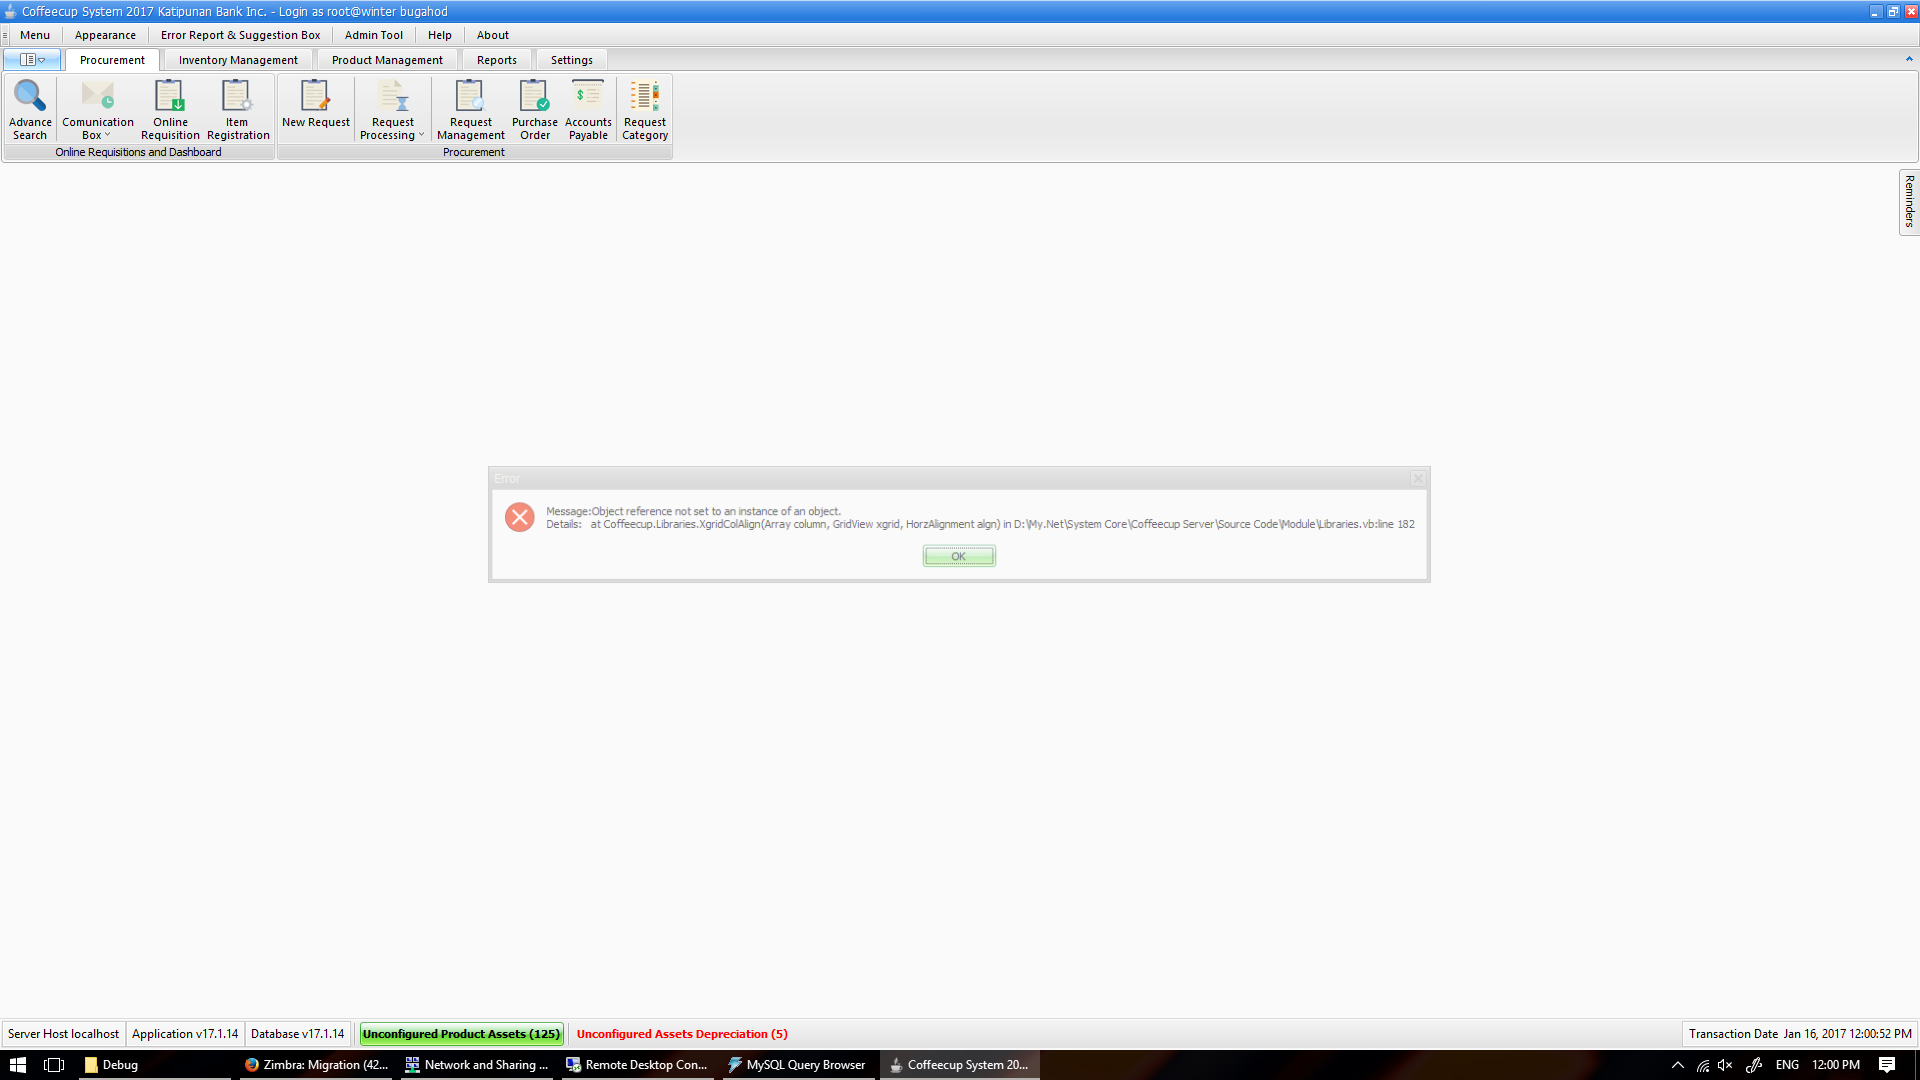 Coffeecup System 2017 Katipunan Bank Inc. - Login as root@winter bugahod
Menu Appearance Error Report & Suggestion Box Admin Tool Help About
Procurement Inventory Management Product Management Reports Settings
Advance Search
Comunication Box
Online Requisition
Item Registration
New Request
Request Processing
Request Management
Purchase Order
Accounts Payable
Request Category
Online Requisitions and Dashboard
Procurement
Reminders
Error
Message:Object reference not set to an instance of an object.
Details: at Coffeecup.Libraries.XgridColAlign(Array column, GridView xgrid, HorzAlignment algn) in D:\My.Net\System Core\Coffeecup Server\Source Code\Module\Libraries.vb:line 182
OK
Server Host localhost Application v17.1.14 Database v17.1.14 Unconfigured Product Assets (125) Unconfigured Assets Depreciation (5) Transaction Date Jan 16, 2017 12:00:52 PM
Debug Zimbra: Migration (42... Network and Sharing ... Remote Desktop Con... MySQL Query Browser Coffeecup System 20... ENG 12:00 PM